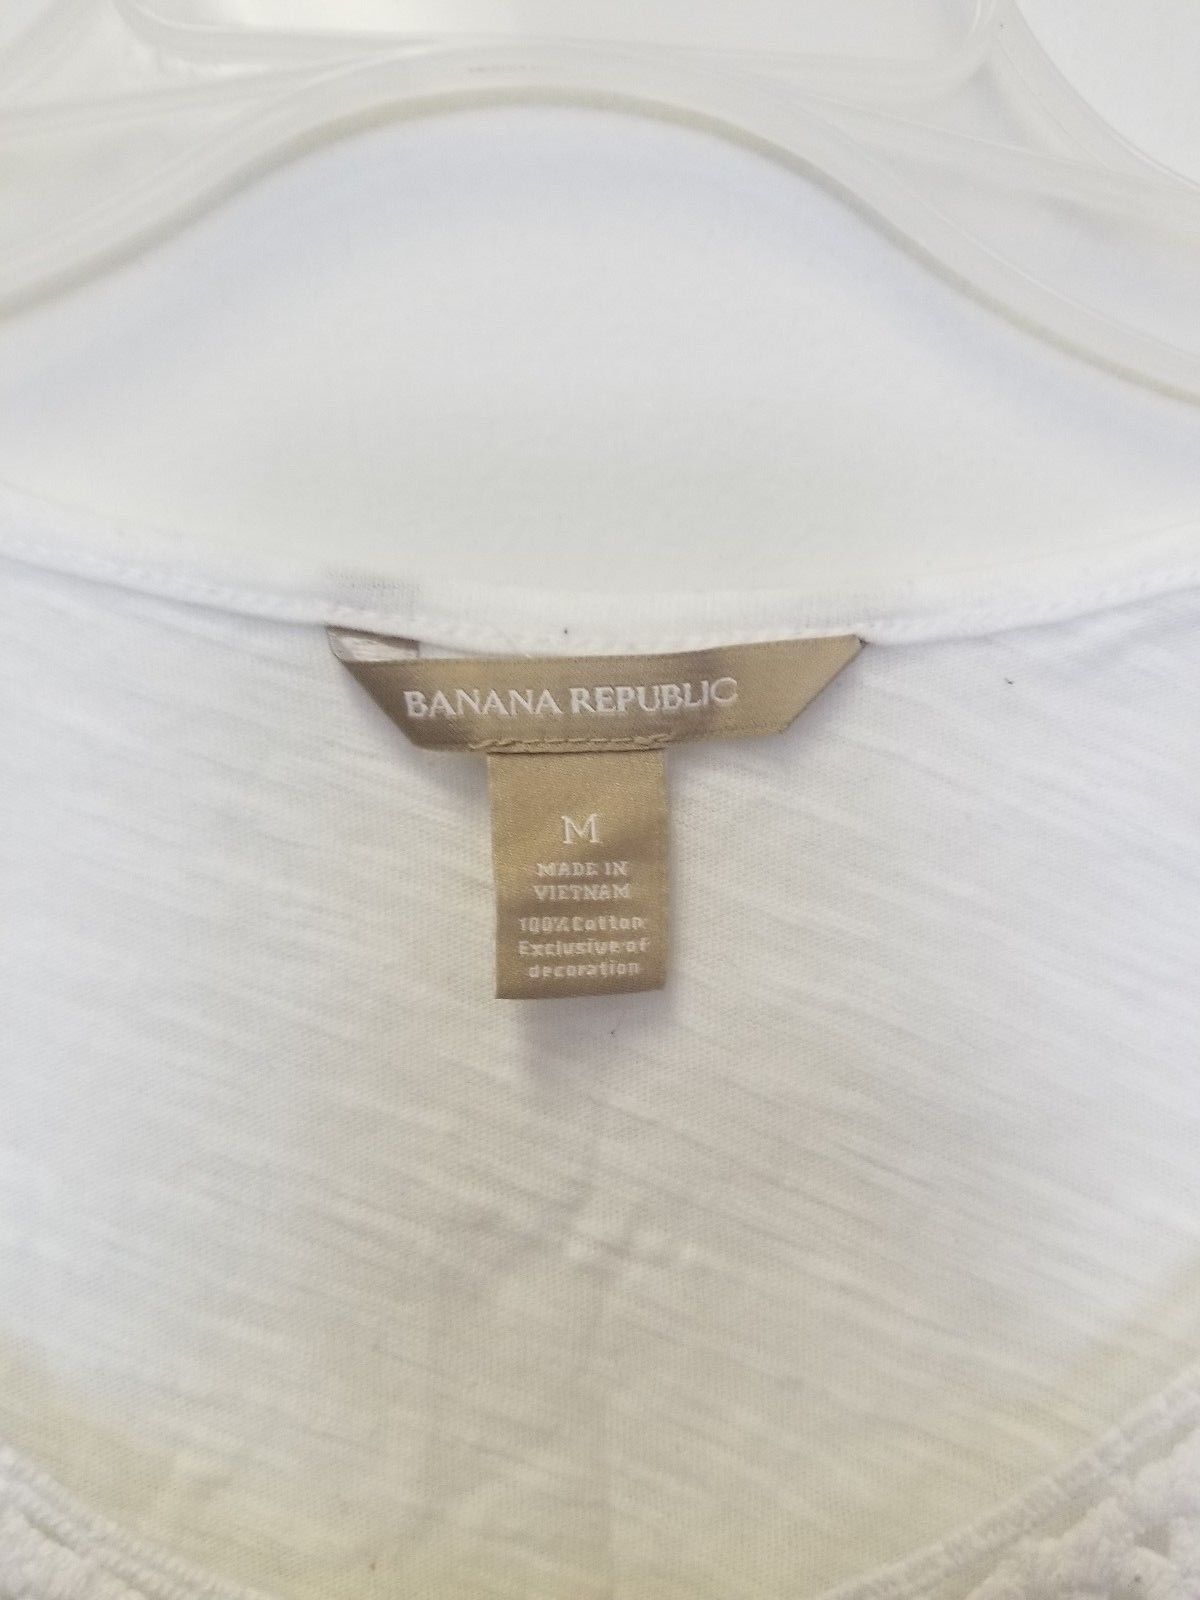 BANANA REPUBLIC
M
MADE IN
VIETNAM
100% Cotton
Exclusive of
decoration